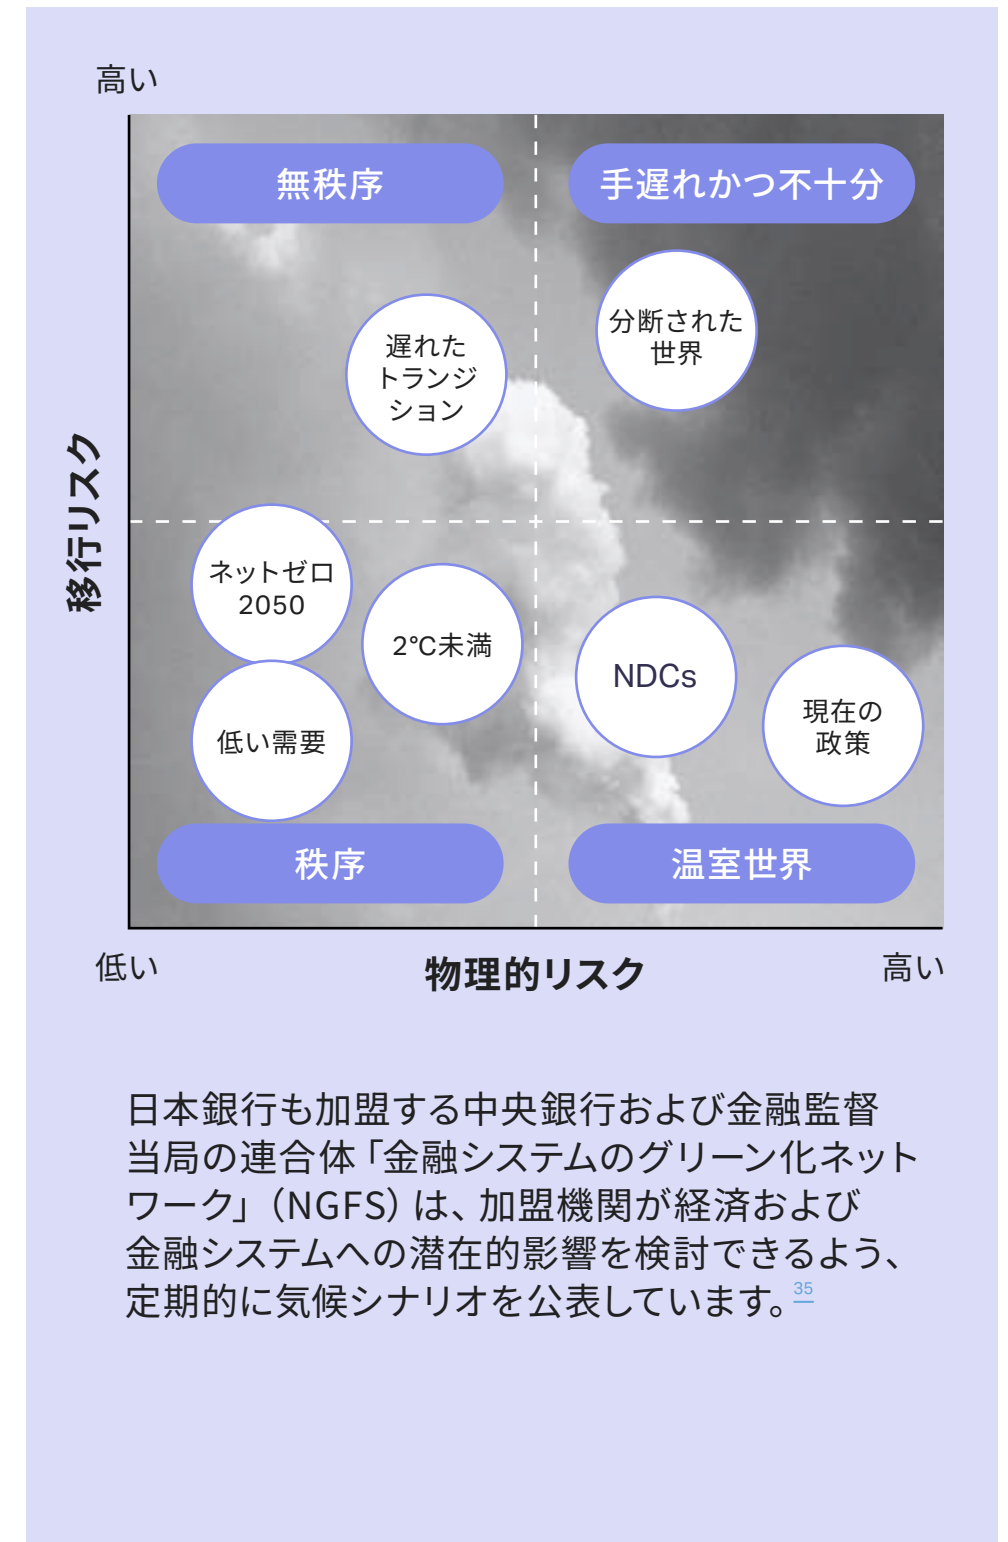 高い
無秩序
手遅れかつ不十分
分断された
世界
遅れた
トランジ
ション
移行リスク
ネットゼロ
2050
2℃未満
NDCs
低い需要
現在の
政策
秩序
温室世界
低い
物理的リスク
高い
日本銀行も加盟する中央銀行および金融監督
当局の連合体「金融システムのグリーン化ネット
ワーク」（NGFS）は、加盟機関が経済および
金融システムへの潜在的影響を検討できるよう、
定期的に気候シナリオを公表しています。35